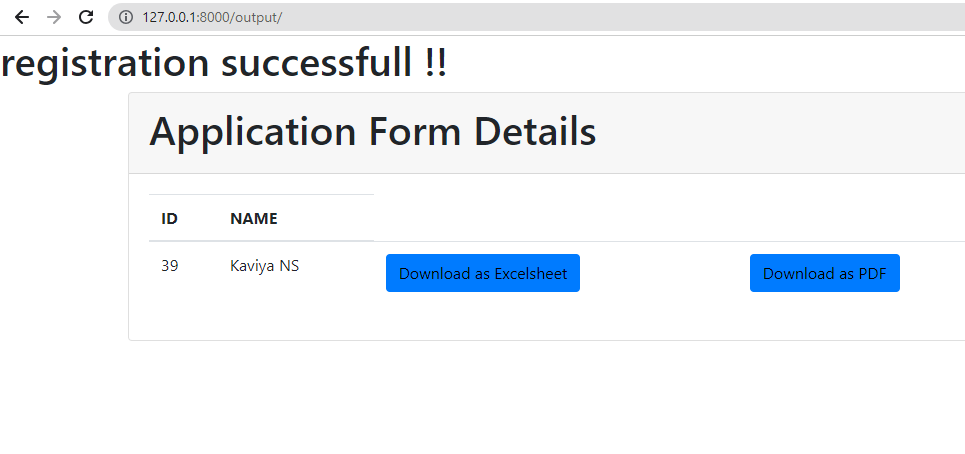 127.0.0.1:8000/output/
registration successfull !!
Application Form Details
ID NAME
39 Kaviya NS Download as Excelsheet Download as PDF